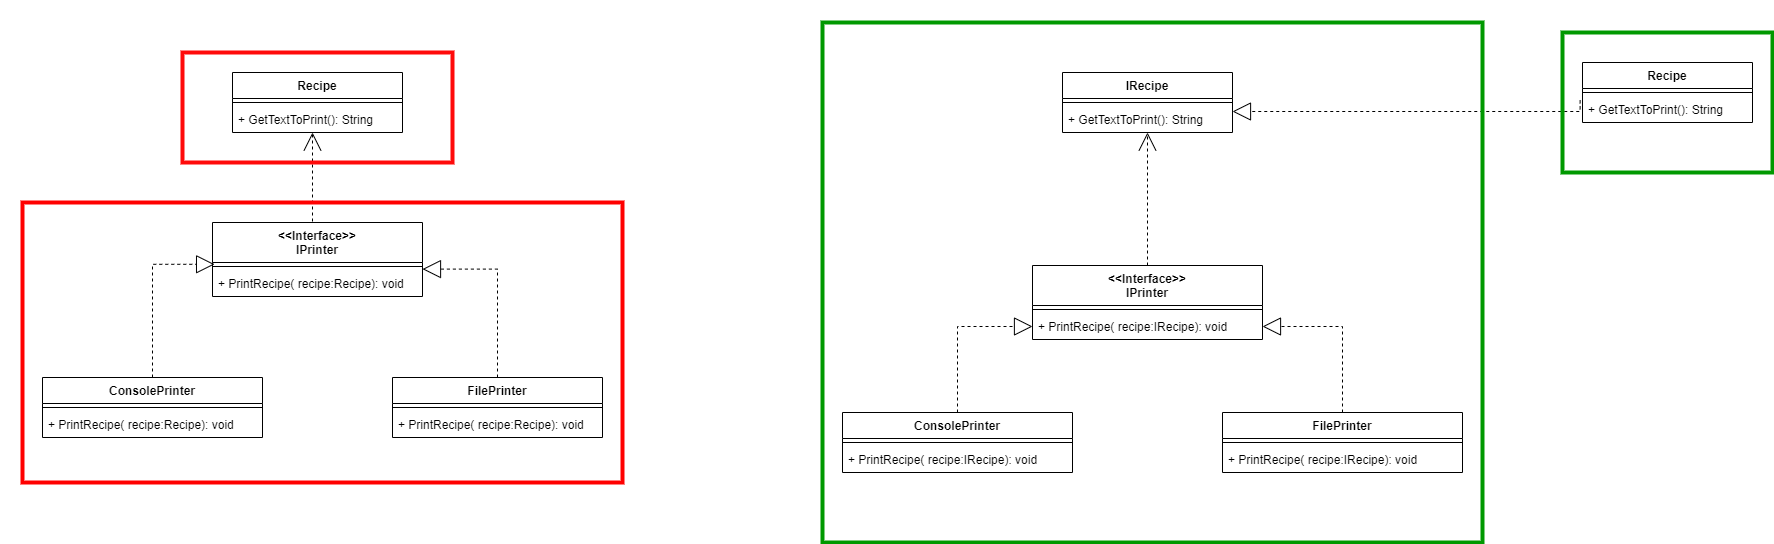 Recipe
+ GetTextToPrint(): String
<<Interface>>
IPrinter
+ PrintRecipe( recipe:Recipe): void
ConsolePrinter
+ PrintRecipe( recipe:Recipe): void
FilePrinter
+ PrintRecipe( recipe:Recipe): void
IRecipe
+ GetTextToPrint(): String
Recipe
+ GetTextToPrint(): String
<<Interface>>
IPrinter
+ PrintRecipe( recipe:IRecipe): void
ConsolePrinter
+ PrintRecipe( recipe:IRecipe): void
FilePrinter
+ PrintRecipe( recipe:IRecipe): void